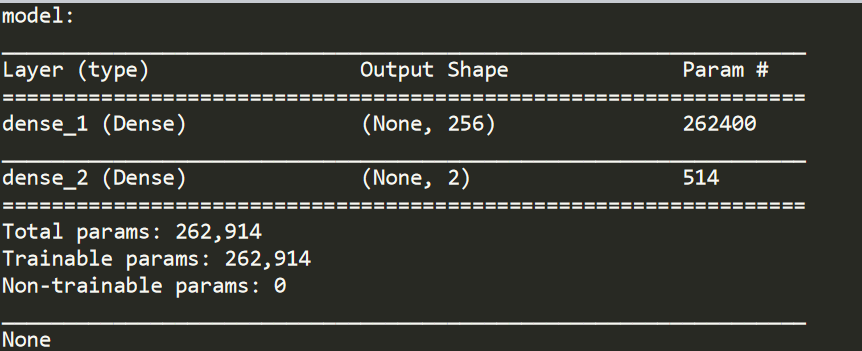 model:
_________________________________________________________________
Layer (type)                 Output Shape              Param #
=================================================================
dense_1 (Dense)              (None, 256)               262400
_________________________________________________________________
dense_2 (Dense)              (None, 2)                 514
=================================================================
Total params: 262,914
Trainable params: 262,914
Non-trainable params: 0
_________________________________________________________________
None